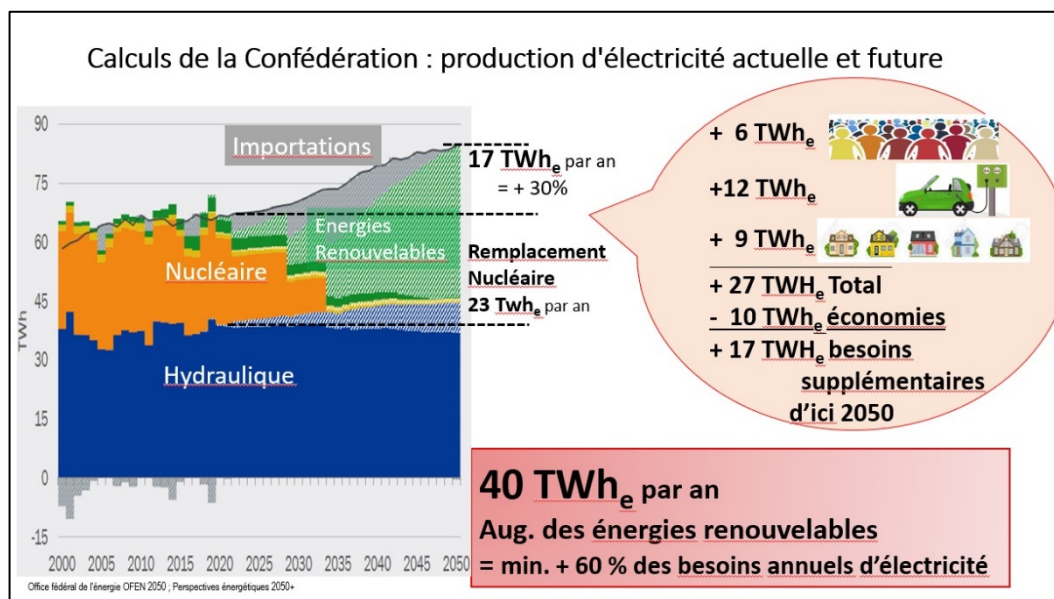 Calculs de la Confédération : production d'électricité actuelle et future
90
75
60
45
30
15
0
-15
TWh
Importations
Energies
Renouvelables
Nucléaire
Hydraulique
2000 2005 2010 2015 2020 2025 2030 2035 2040 2045 2050
Office fédéral de l'énergie OFEN 2050 ; Perspectives énergétiques 2050+
17 TWhe par an
= + 30%
Remplacement
Nucléaire
23 Twhe par an
+ 6 TWhe
+12 TWhe
+ 9 TWhe
+ 27 TWHe Total
- 10 TWhe économies
+ 17 TWHe besoins
supplémentaires
d’ici 2050
40 TWhe par an
Aug. des énergies renouvelables
= min. + 60 % des besoins annuels d’électricité